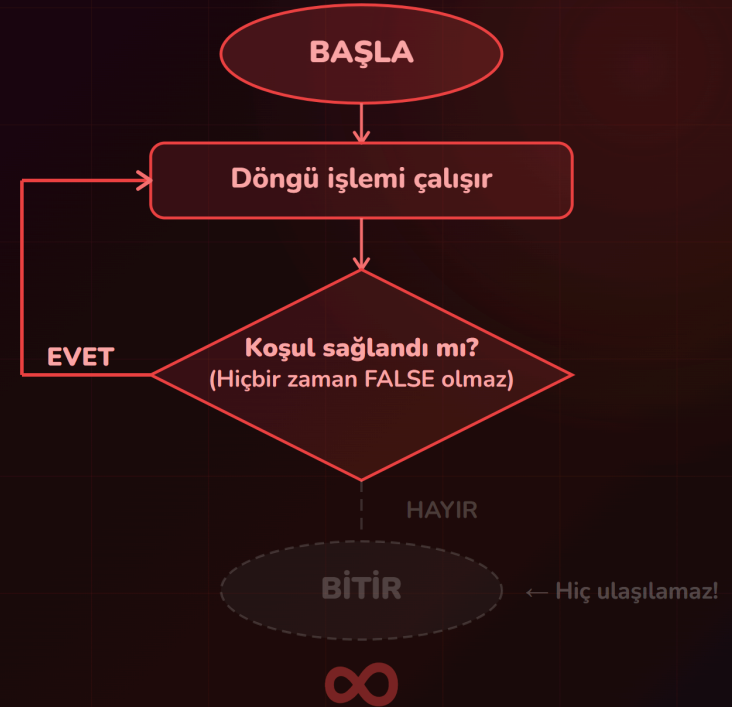 BAŞLA
Döngü işlemi çalışır
Koşul sağlandı mı?
(Hiçbir zaman FALSE olmaz)
EVET
HAYIR
BİTİR
← Hiç ulaşılamaz!
∞